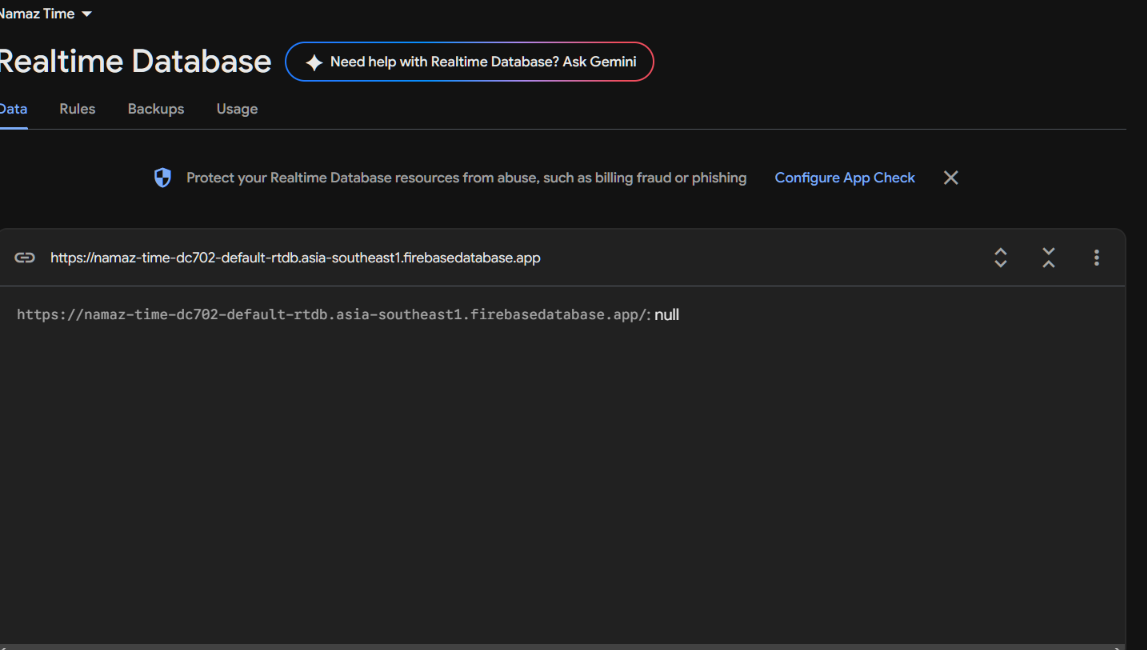 Namaz Time
Realtime Database
Need help with Realtime Database? Ask Gemini
Data Rules Backups Usage
Protect your Realtime Database resources from abuse, such as billing fraud or phishing Configure App Check
https://namaz-time-dc702-default-rtdb.asia-southeast1.firebasedatabase.app
https://namaz-time-dc702-default-rtdb.asia-southeast1.firebasedatabase.app/: null